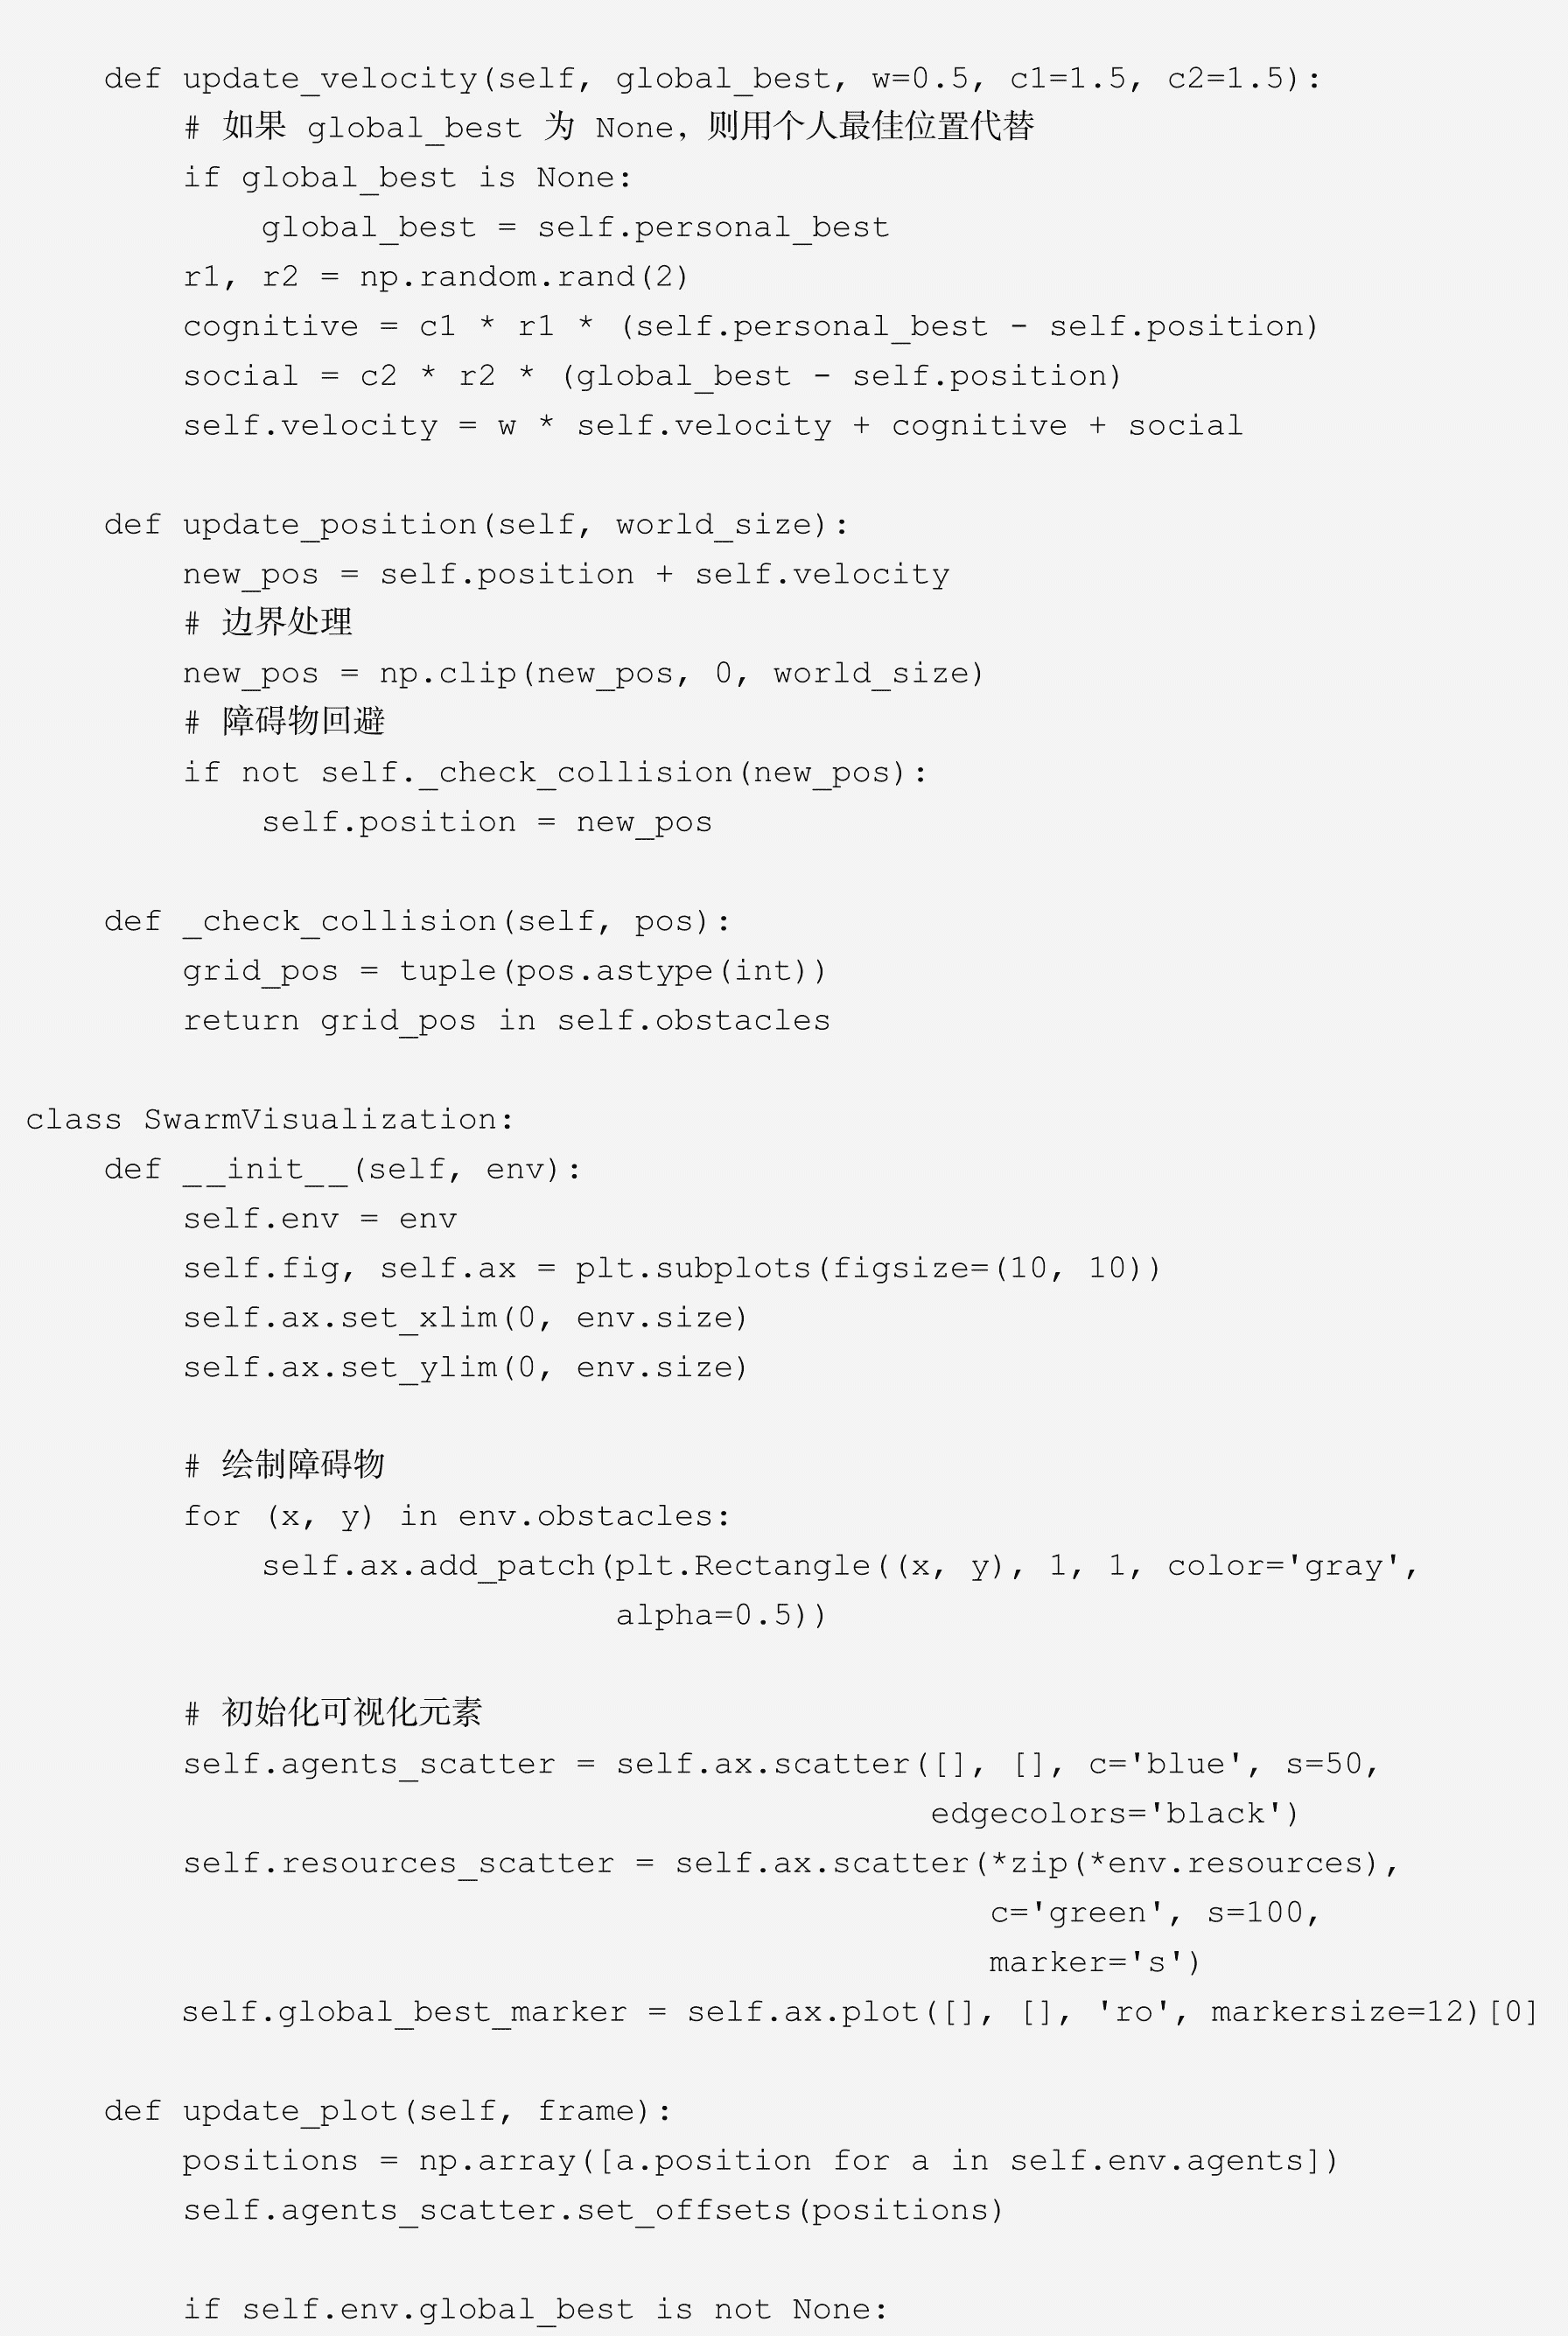 def update_velocity(self, global_best, w=0.5, c1=1.5, c2=1.5):
        # 如果 global_best 为 None，则用个人最佳位置代替
        if global_best is None:
            global_best = self.personal_best
        r1, r2 = np.random.rand(2)
        cognitive = c1 * r1 * (self.personal_best - self.position)
        social = c2 * r2 * (global_best - self.position)
        self.velocity = w * self.velocity + cognitive + social

    def update_position(self, world_size):
        new_pos = self.position + self.velocity
        # 边界处理
        new_pos = np.clip(new_pos, 0, world_size)
        # 障碍物回避
        if not self._check_collision(new_pos):
            self.position = new_pos

    def _check_collision(self, pos):
        grid_pos = tuple(pos.astype(int))
        return grid_pos in self.obstacles

class SwarmVisualization:
    def __init__(self, env):
        self.env = env
        self.fig, self.ax = plt.subplots(figsize=(10, 10))
        self.ax.set_xlim(0, env.size)
        self.ax.set_ylim(0, env.size)

        # 绘制障碍物
        for (x, y) in env.obstacles:
            self.ax.add_patch(plt.Rectangle((x, y), 1, 1, color='gray',
                              alpha=0.5))

        # 初始化可视化元素
        self.agents_scatter = self.ax.scatter([], [], c='blue', s=50,
                                              edgecolors='black')
        self.resources_scatter = self.ax.scatter(*zip(*env.resources),
                                                 c='green', s=100,
                                                 marker='s')
        self.global_best_marker = self.ax.plot([], [], 'ro', markersize=12)[0]

    def update_plot(self, frame):
        positions = np.array([a.position for a in self.env.agents])
        self.agents_scatter.set_offsets(positions)

        if self.env.global_best is not None: